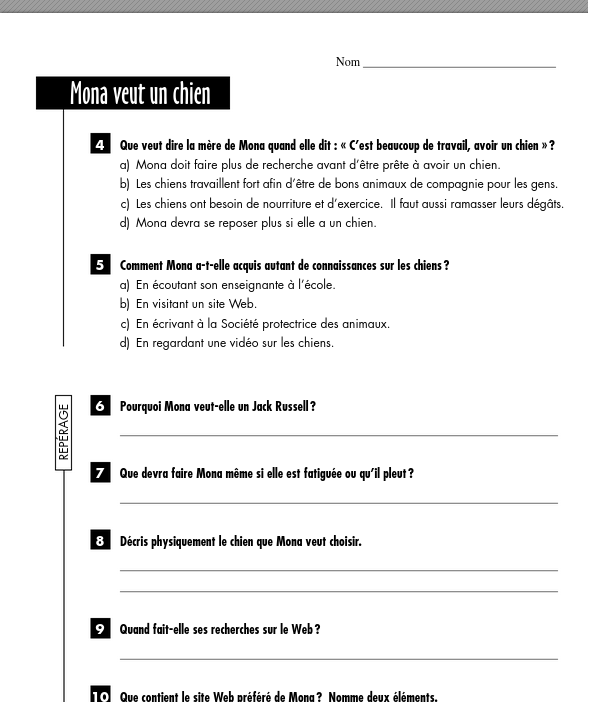 Nom
Mona veut un chien
4 Que veut dire la mère de Mona quand elle dit : « C'est beaucoup de travail, avoir un chien » ?
a) Mona doit faire plus de recherche avant d'être prête à avoir un chien.
b) Les chiens travaillent fort afin d'être de bons animaux de compagnie pour les gens.
c) Les chiens ont besoin de nourriture et d'exercice. Il faut aussi ramasser leurs dégâts.
d) Mona devra se reposer plus si elle a un chien.
5 Comment Mona a-t-elle acquis autant de connaissances sur les chiens ?
a) En écoutant son enseignante à l'école.
b) En visitant un site Web.
c) En écrivant à la Société protectrice des animaux.
d) En regardant une vidéo sur les chiens.
REPÉRAGE
6 Pourquoi Mona veut-elle un Jack Russell ?
7 Que devra faire Mona même si elle est fatiguée ou qu'il pleut ?
8 Décris physiquement le chien que Mona veut choisir.
9 Quand fait-elle ses recherches sur le Web ?
10 Que contient le site Web préféré de Mona ? Nomme deux éléments.